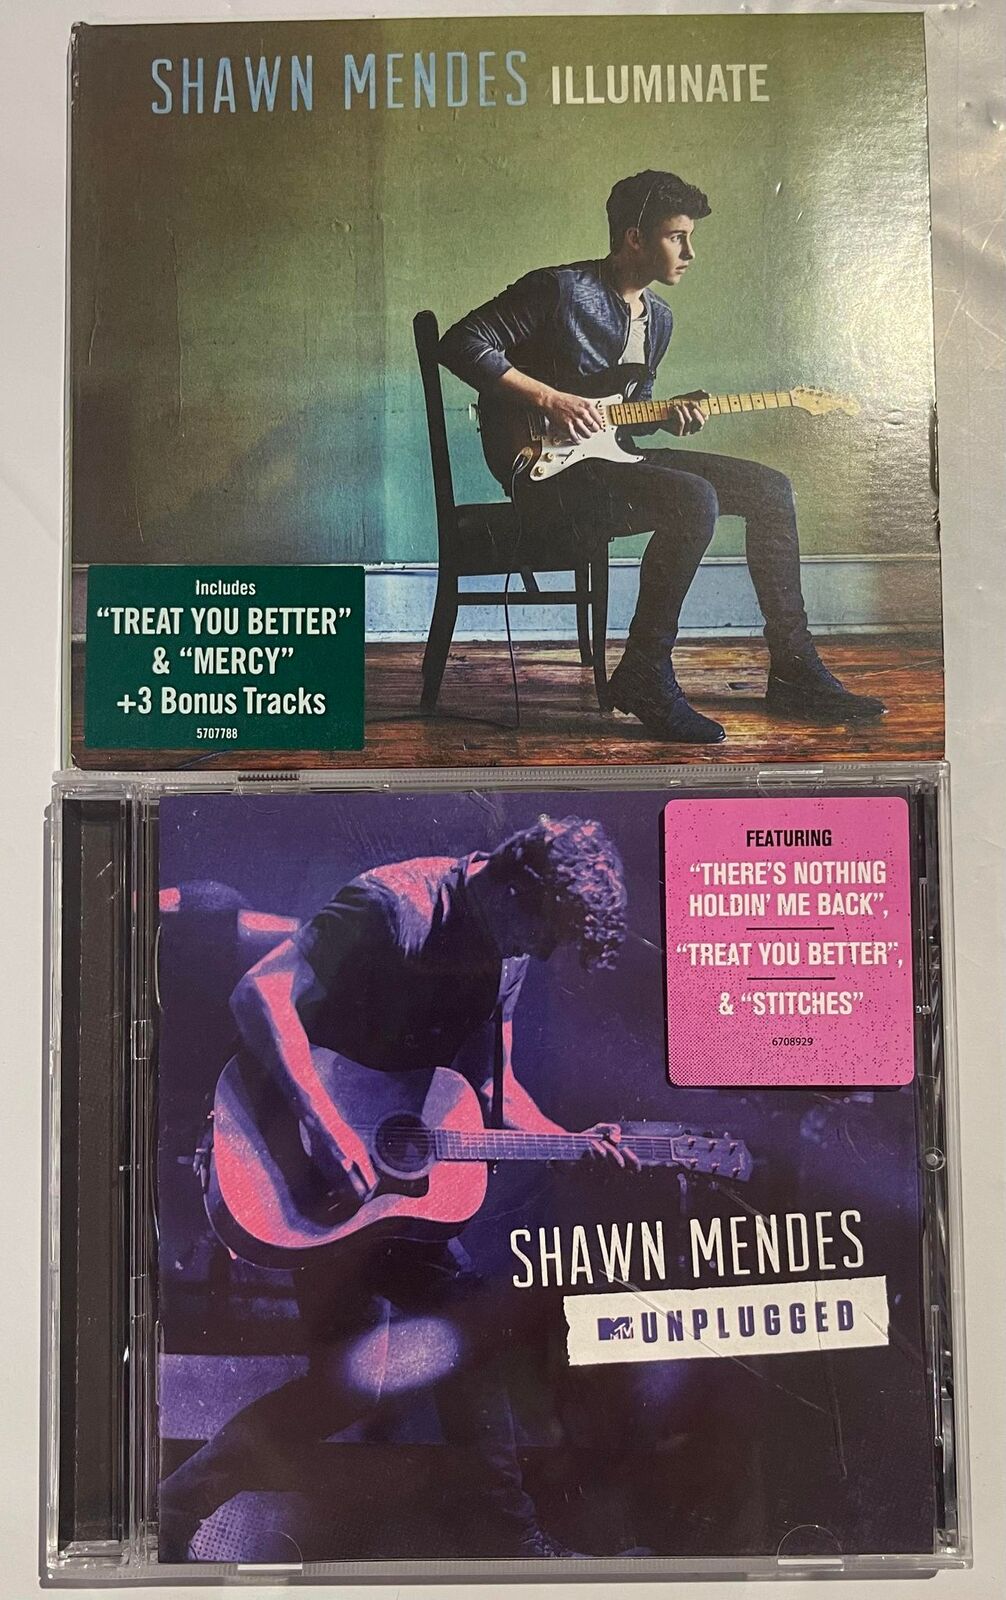 SHAWN MENDES ILLUMINATE
Includes
“TREAT YOU BETTER”
& “MERCY”
+3 Bonus Tracks
5707788
FEATURING
“THERE’S NOTHING
HOLDIN’ ME BACK”,
“TREAT YOU BETTER”,
& “STITCHES”
6708929
SHAWN MENDES
MTV UNPLUGGED